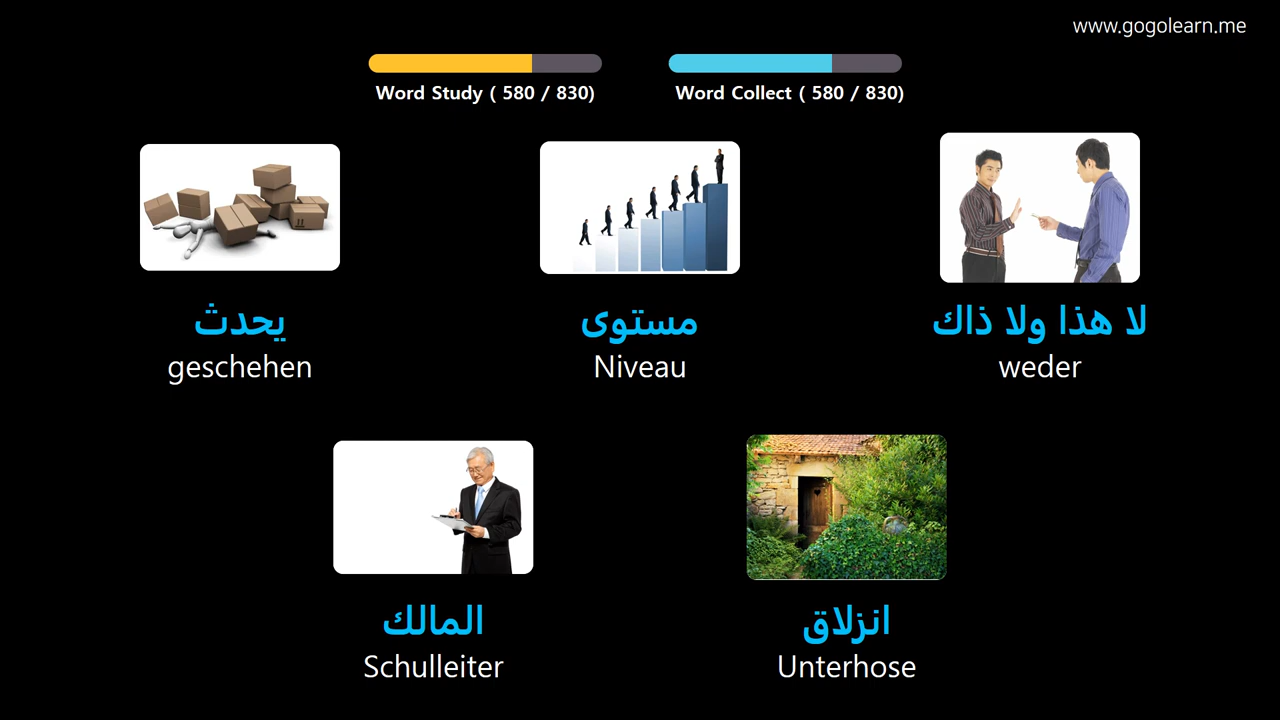 www.gogolearn.me
Word Study ( 580 / 830)
Word Collect ( 580 / 830)
يحدث
geschehen
مستوى
Niveau
لا هذا ولا ذاك
weder
المالك
Schulleiter
انزلاق
Unterhose